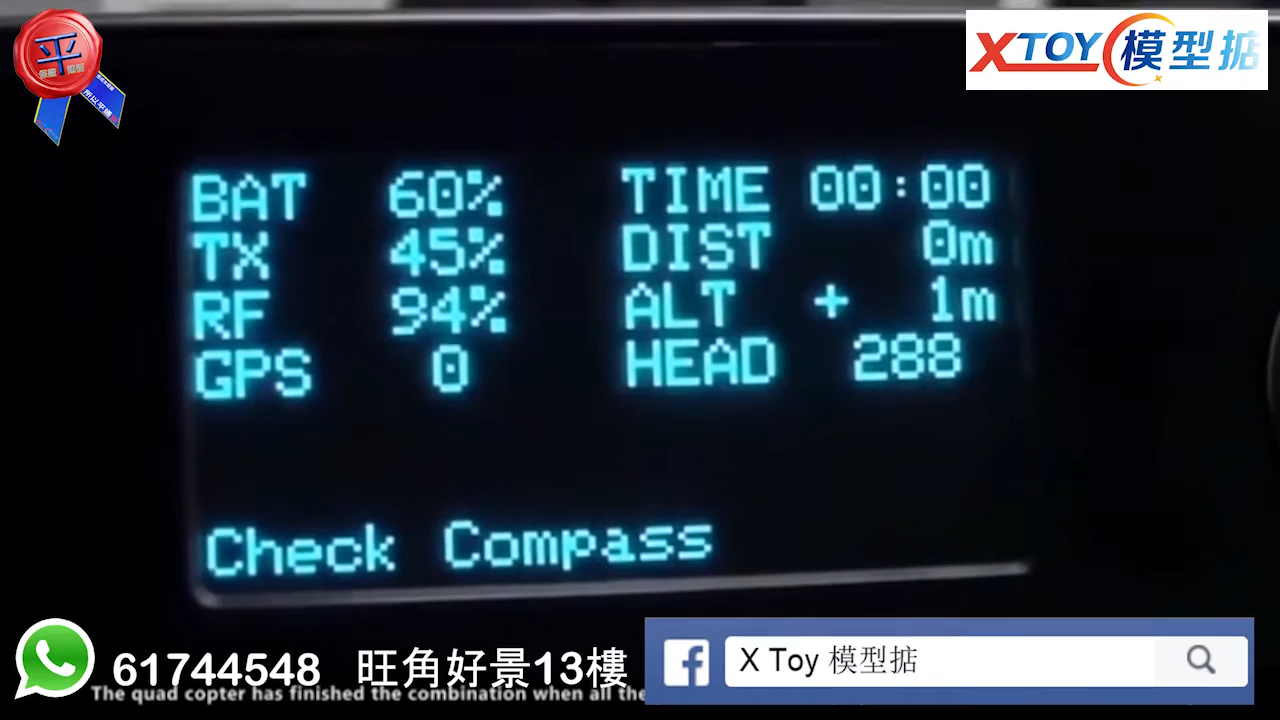 平
XTOY 模型掂
BAT 60% TIME 00:00
TX 45% DIST 0m
RF 94% ALT + 1m
GPS 0 HEAD 288
Check Compass
61744548 旺角好景13樓
X Toy 模型掂
The quad copter has finished the combination when all the